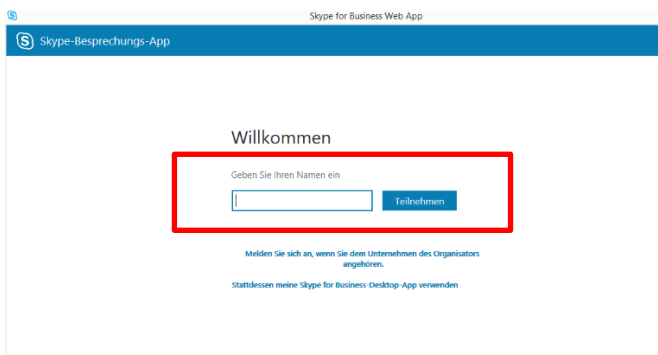 Skype for Business Web App
Skype-Besprechungs-App
Willkommen
Geben Sie ihren Namen ein
Teilnehmen
Melden Sie sich an, wenn Sie dem Unternehmen des Organisators
angehören.
Stattdessen meine Skype for Business-Desktop-App verwenden